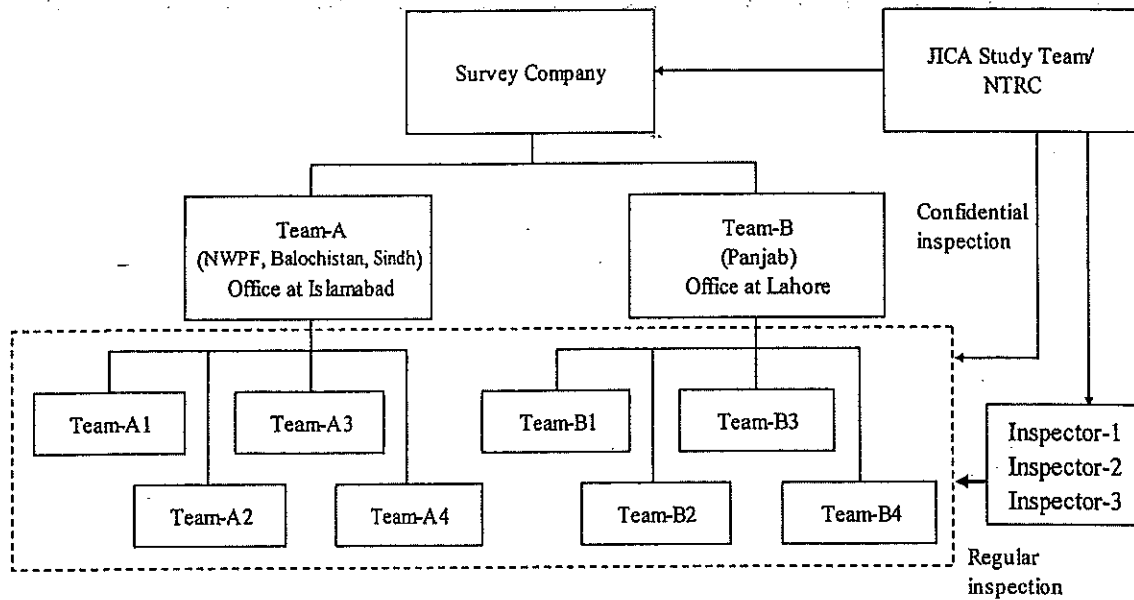 Survey Company
JICA Study Team/
NTRC
Team-A
(NWPF, Balochistan, Sindh)
Office at Islamabad
Team-B
(Panjab)
Office at Lahore
Confidential
inspection
Team-A1
Team-A3
Team-B1
Team-B3
Team-A2
Team-A4
Team-B2
Team-B4
Inspector-1
Inspector-2
Inspector-3
Regular
inspection